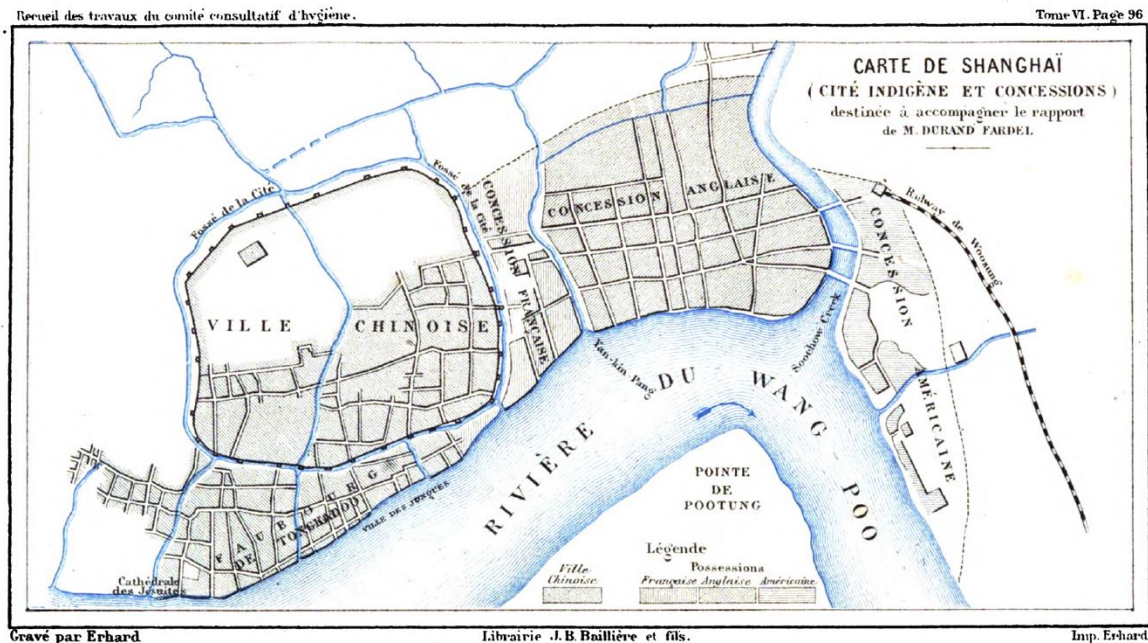 Recueil des travaux du comité consultatif d'hygiène.
Tome VI. Page 96
CARTE DE SHANGHAÏ
( CITÉ INDIGÈNE ET CONCESSIONS )
destinée à accompagner le rapport
de M. DURAND FARDEL
Fossé de la Cité
Fossé de la Cité
CONCESSION FRANÇAISE
CONCESSION ANGLAISE
CONCESSION AMÉRICAINE
Railway de Woosung
VILLE CHINOISE
Yan-kin Pang
Soochow Creek
RIVIÈRE DU WANG POO
FAUBOURG
DE TONGKADOO
VILLE DES JONQUES
Cathédrale
des Jésuites
POINTE
DE
POOTUNG
Légende
Ville
Chinoise
Possessions
Française Anglaise Américaine
Gravé par Erhard
Librairie J. B. Baillière et fils.
Imp. Erhard